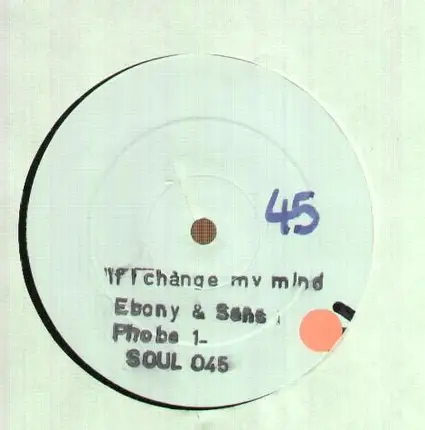 45
"If I change my mind
Ebony & Sens
Phobe 1-
SOUL 045